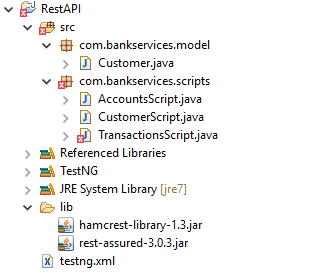 RestAPI
src
com.bankservices.model
Customer.java
com.bankservices.scripts
AccountsScript.java
CustomerScript.java
TransactionsScript.java
Referenced Libraries
TestNG
JRE System Library [jre7]
lib
hamcrest-library-1.3.jar
rest-assured-3.0.3.jar
testng.xml